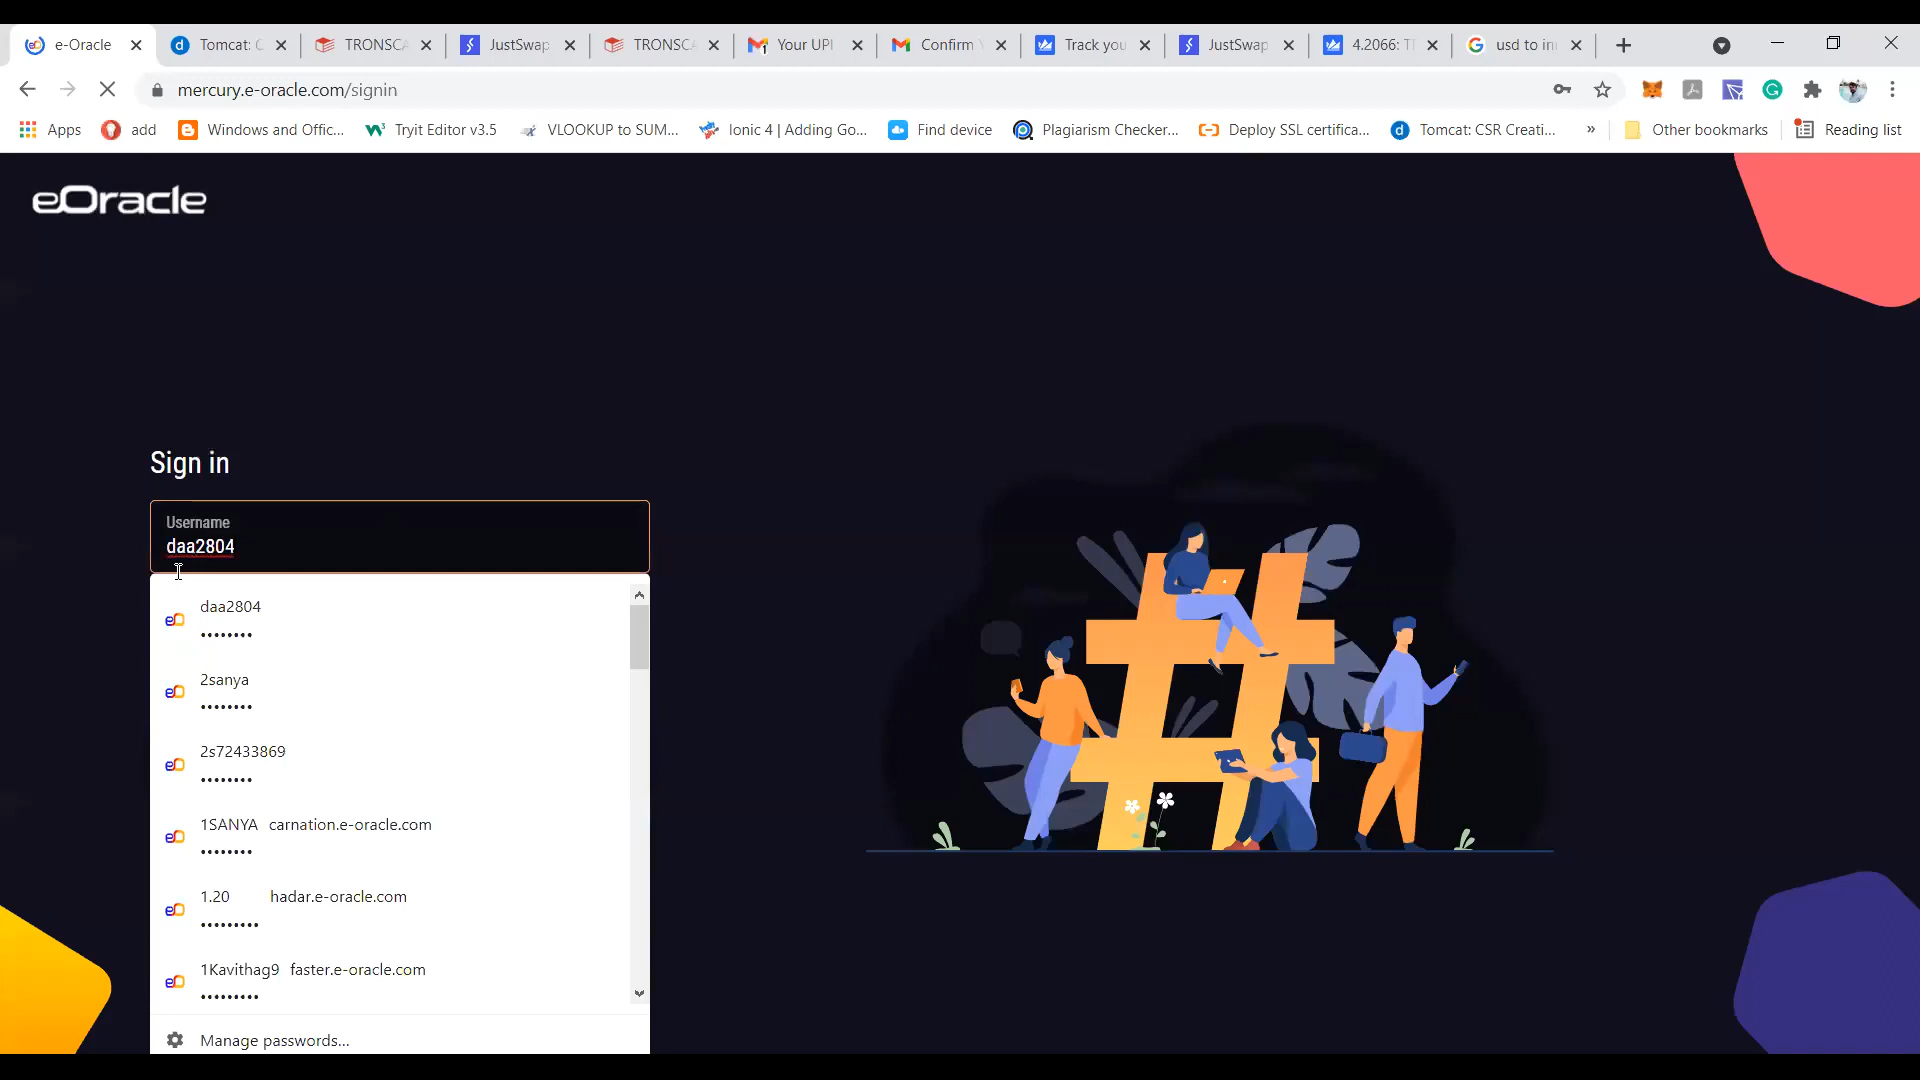 e-Oracle
Tomcat: C
TRONSCA
JustSwap
TRONSCA
Your UPI
Confirm Y
Track you
JustSwap
4.2066: T
usd to in
mercury.e-oracle.com/signin
Apps
add
Windows and Offic...
Tryit Editor v3.5
VLOOKUP to SUM...
Ionic 4 | Adding Go...
Find device
Plagiarism Checker...
Deploy SSL certifica...
Tomcat: CSR Creati...
»
Other bookmarks
Reading list
eOracle
Sign in
Username
daa2804
daa2804
••••••••
2sanya
••••••••
2s72433869
••••••••
1SANYA carnation.e-oracle.com
••••••••
1.20 hadar.e-oracle.com
•••••••••
1Kavithag9 faster.e-oracle.com
•••••••••
Manage passwords...